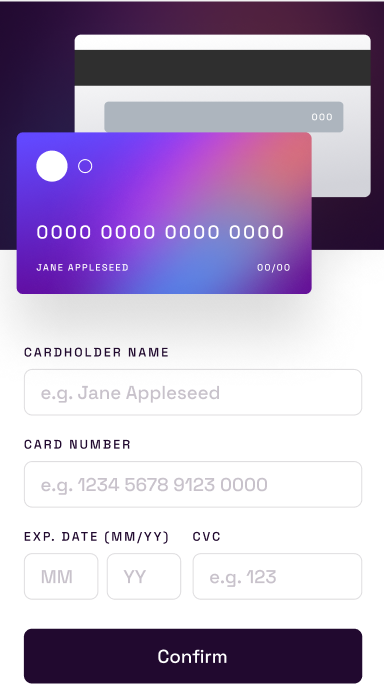 000
0000 0000 0000 0000
JANE APPLESEED 00/00
CARDHOLDER NAME
e.g. Jane Appleseed
CARD NUMBER
e.g. 1234 5678 9123 0000
EXP. DATE (MM/YY) CVC
MM YY e.g. 123
Confirm